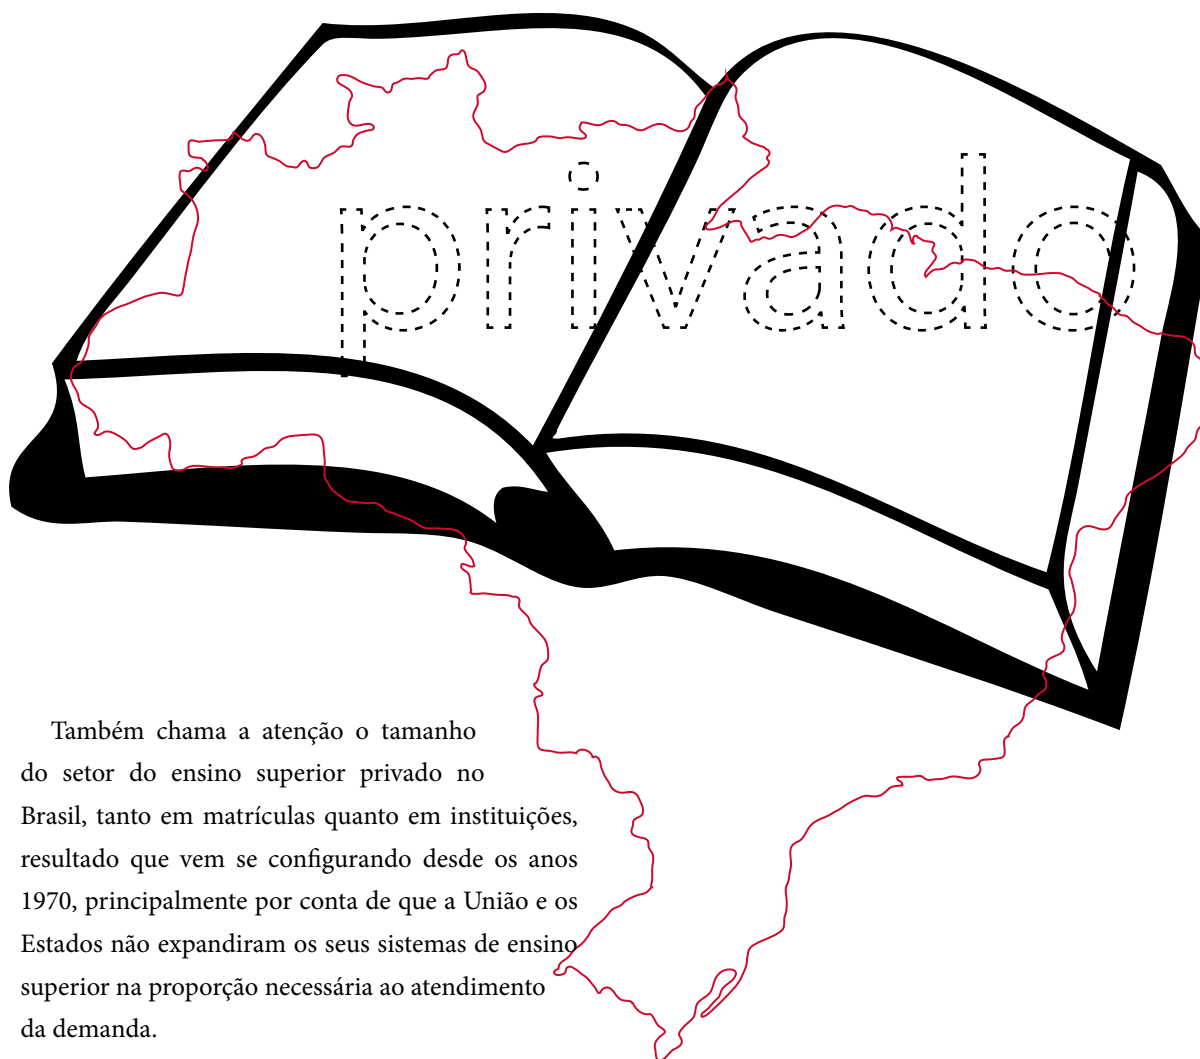 privado
Também chama a atenção o tamanho
do setor do ensino superior privado no
Brasil, tanto em matrículas quanto em instituições,
resultado que vem se configurando desde os anos
1970, principalmente por conta de que a União e os
Estados não expandiram os seus sistemas de ensino
superior na proporção necessária ao atendimento
da demanda.